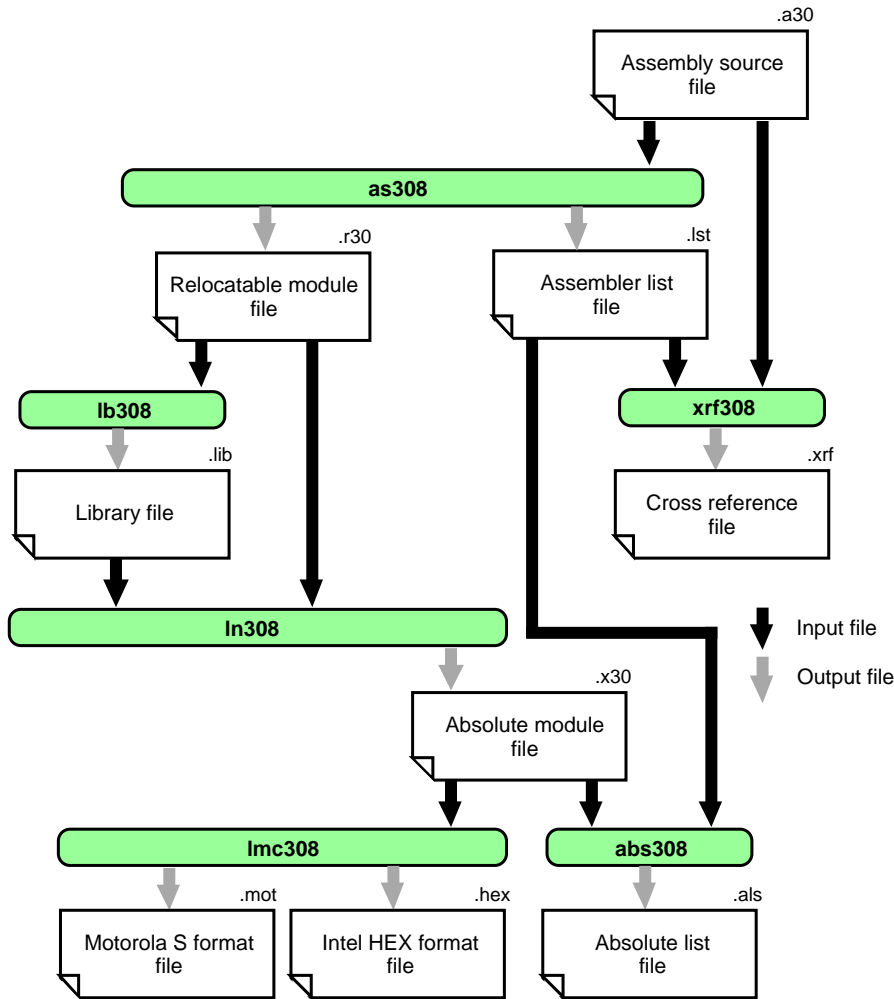 .a30
Assembly source
file
as308
.r30
.lst
Relocatable module
file
Assembler list
file
lb308
xrf308
.lib
.xrf
Library file
Cross reference
file
ln308
Input file
Output file
.x30
Absolute module
file
lmc308
abs308
.mot
.hex
.als
Motorola S format
file
Intel HEX format
file
Absolute list
file